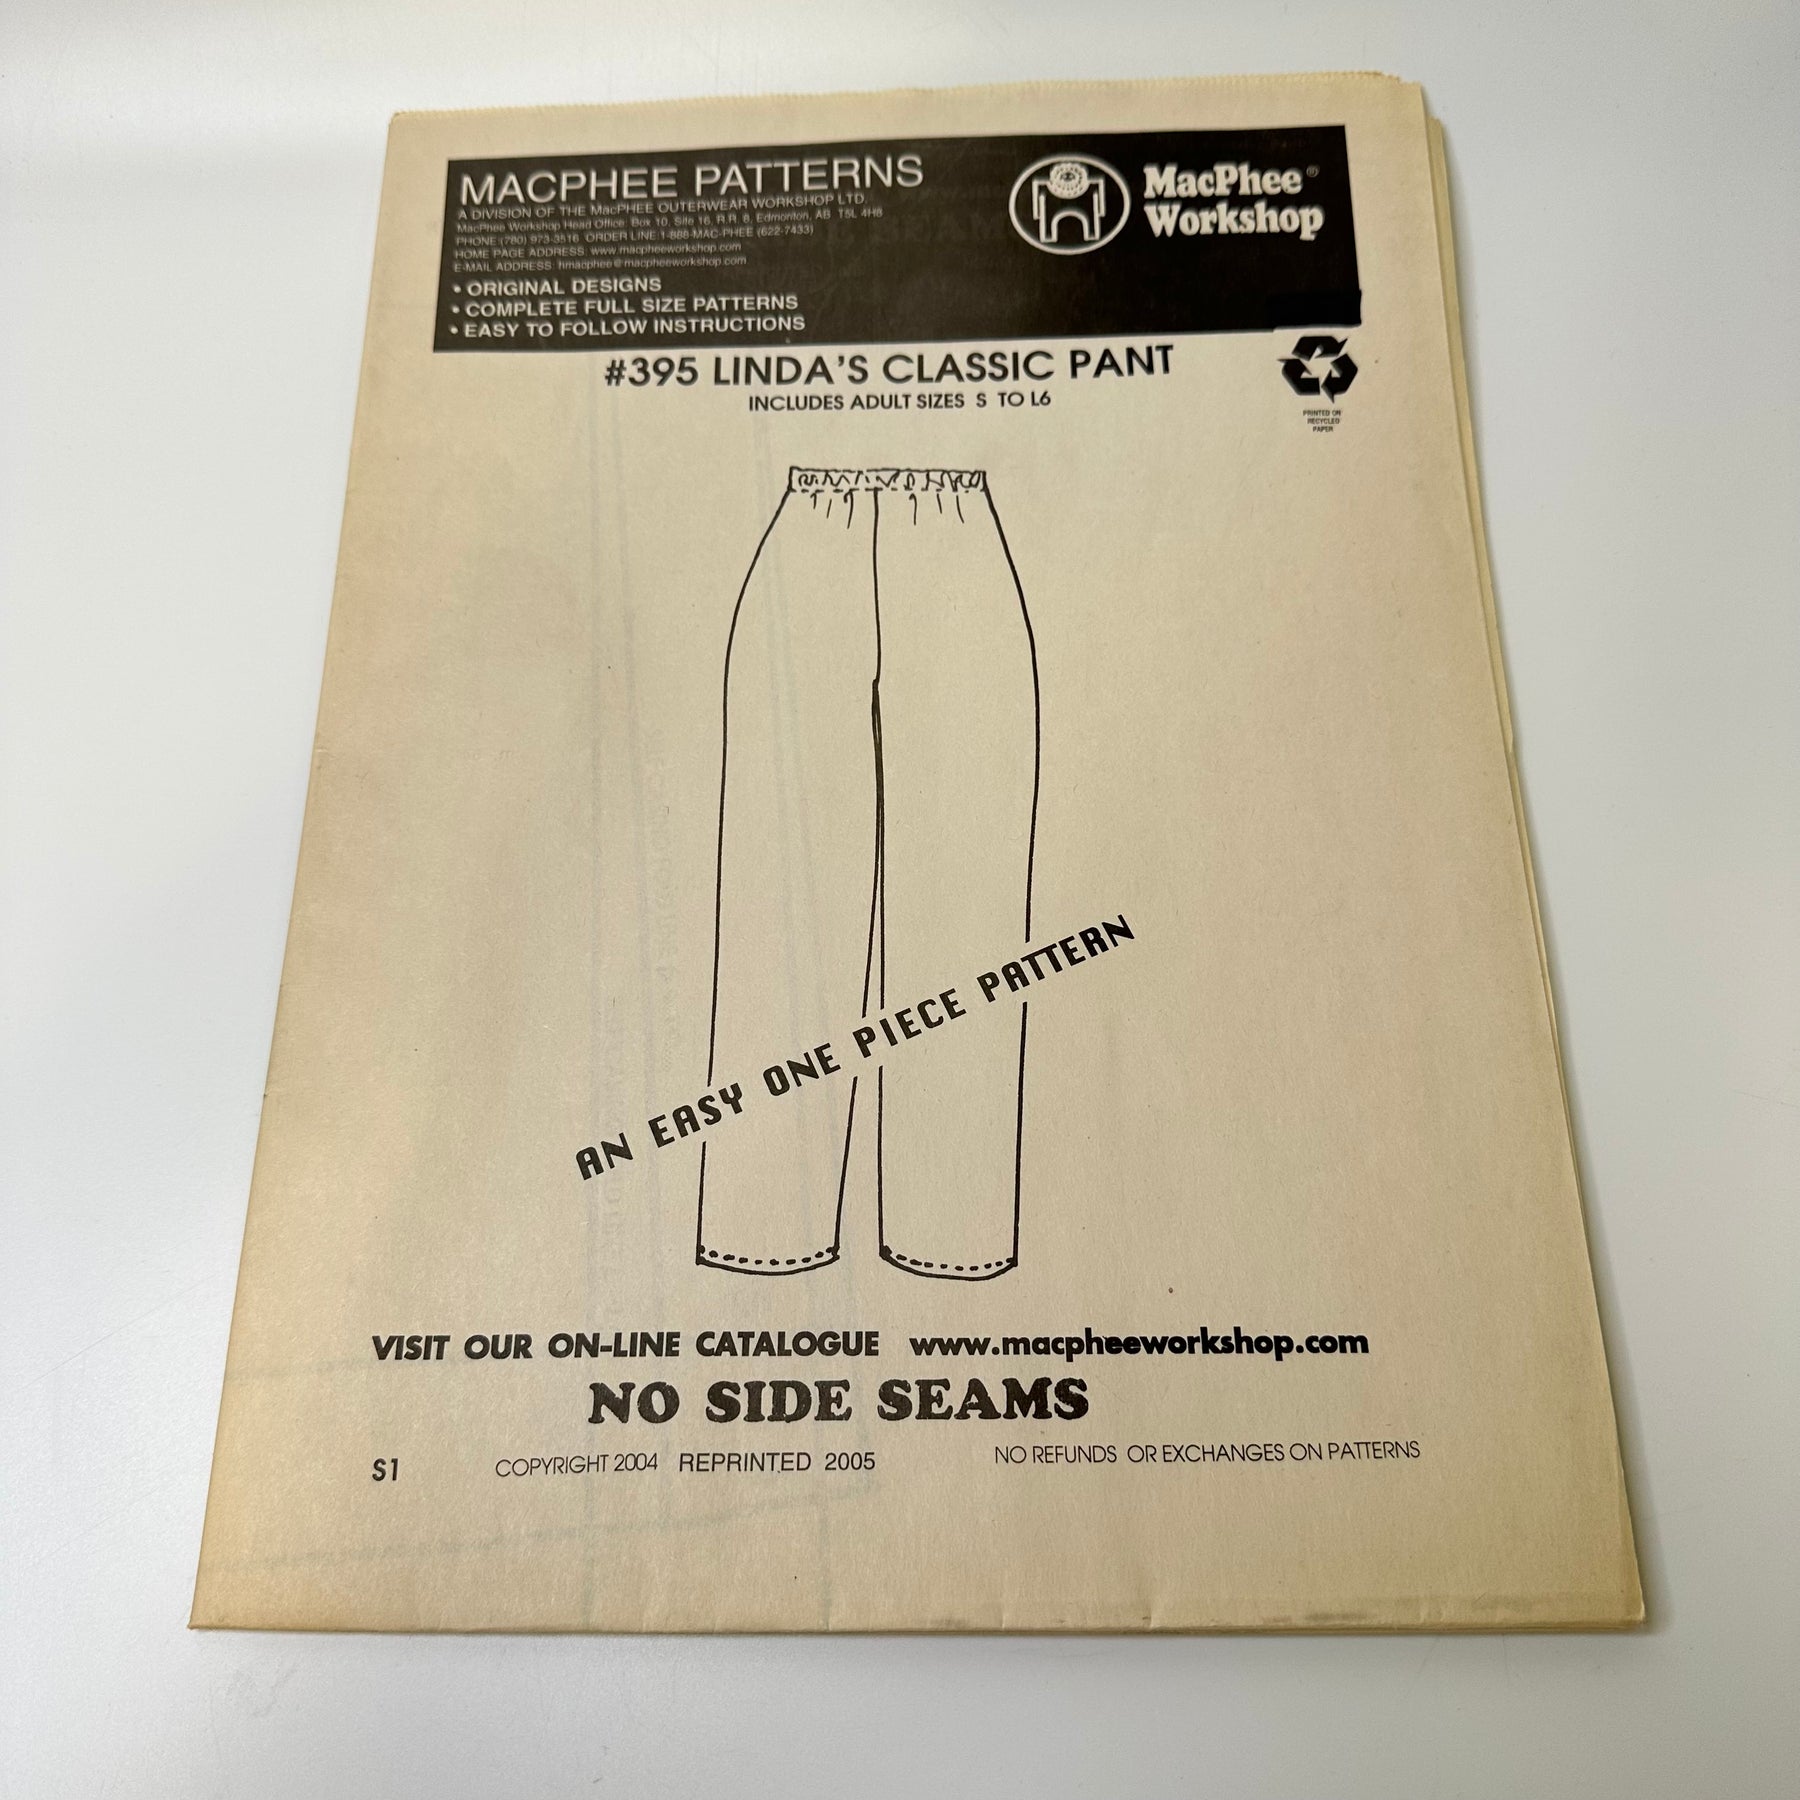 MACPHEE PATTERNS
A DIVISION OF THE MacPHEE OUTERWEAR WORKSHOP LTD.
MacPhee Workshop Head Office: Box 10, Site 16, R.R. 8, Edmonton, AB T5L 4H8
PHONE:(780) 973-3516 ORDER LINE 1-888-MAC-PHEE (622-7433)
HOME PAGE ADDRESS: www.macpheeworkshop.com
E-MAIL ADDRESS: hmacphee@macpheeworkshop.com
• ORIGINAL DESIGNS
• COMPLETE FULL SIZE PATTERNS
• EASY TO FOLLOW INSTRUCTIONS
MacPhee®
Workshop
#395 LINDA'S CLASSIC PANT
INCLUDES ADULT SIZES S TO L6
PRINTED ON
RECYCLED
PAPER
AN EASY ONE PIECE PATTERN
VISIT OUR ON-LINE CATALOGUE www.macpheeworkshop.com
NO SIDE SEAMS
S1 COPYRIGHT 2004 REPRINTED 2005 NO REFUNDS OR EXCHANGES ON PATTERNS